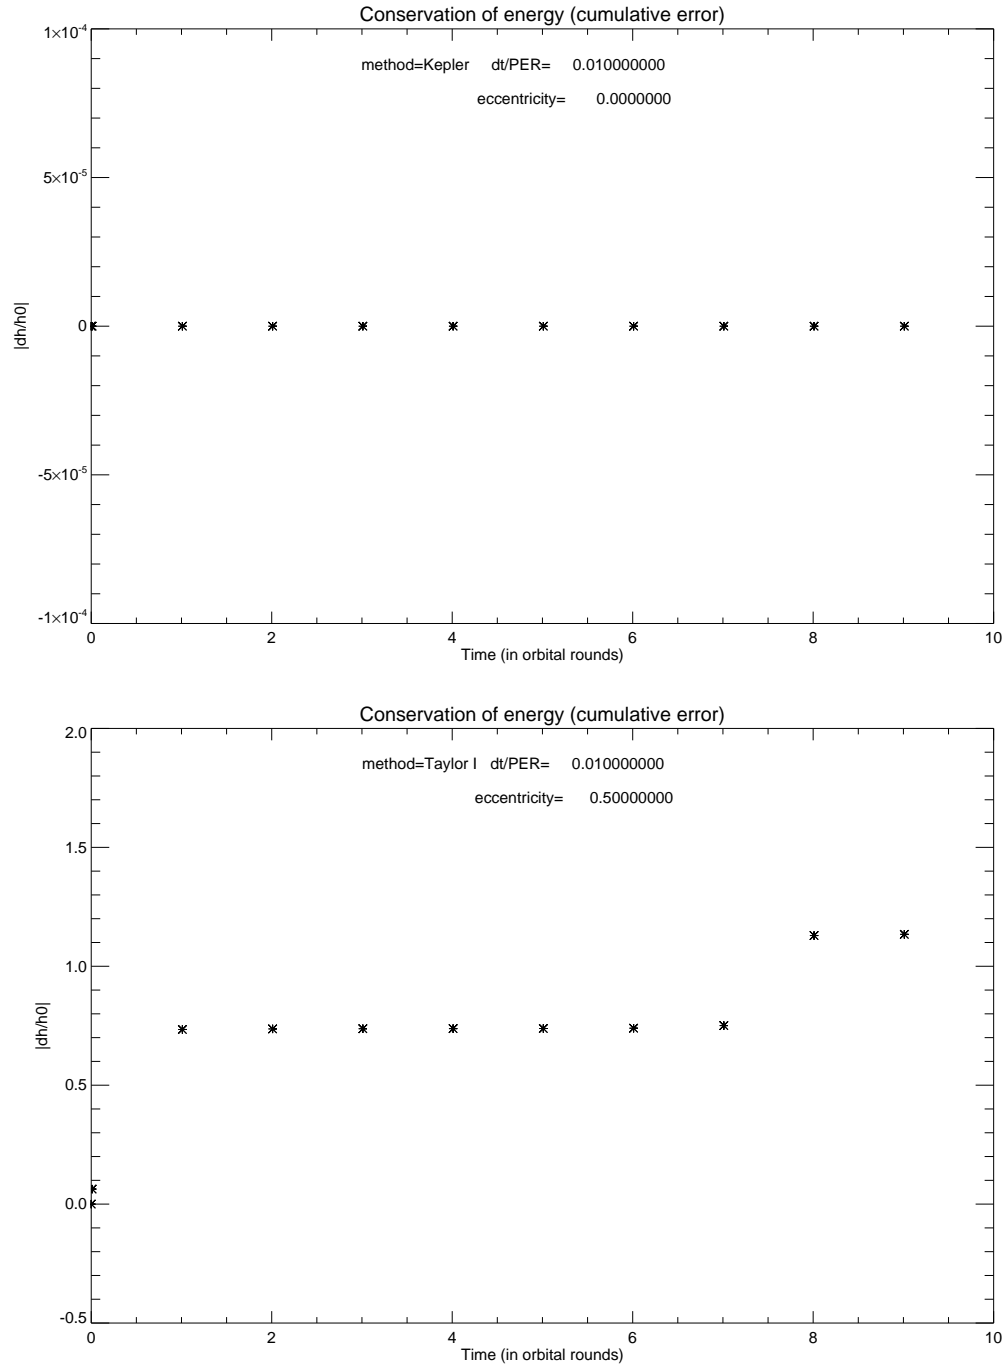 Conservation of energy (cumulative error)
1×10⁻⁴
method=Kepler dt/PER= 0.010000000
eccentricity= 0.0000000
5×10⁻⁵
|dh/h0|
0
-5×10⁻⁵
-1×10⁻⁴
0 2 4 6 8 10
Time (in orbital rounds)
Conservation of energy (cumulative error)
2.0
method=Taylor I dt/PER= 0.010000000
eccentricity= 0.50000000
1.5
1.0
|dh/h0|
0.5
0.0
-0.5
0 2 4 6 8 10
Time (in orbital rounds)